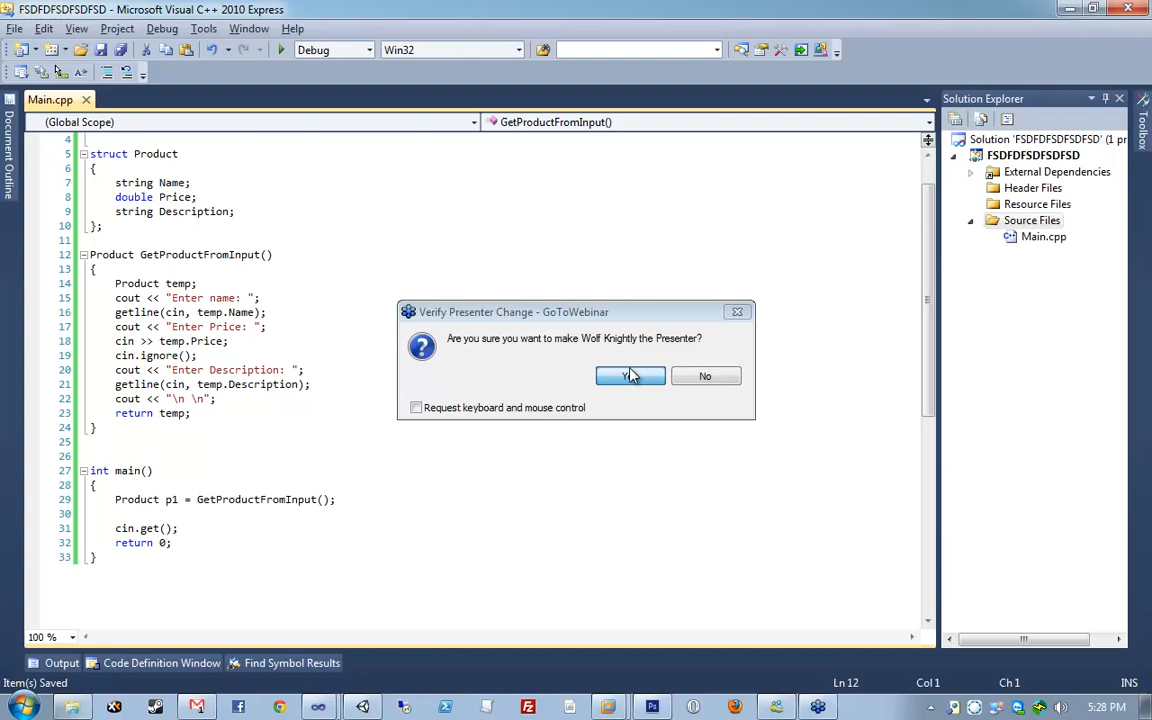 FSDFDFSDFSDFSD - Microsoft Visual C++ 2010 Express
File Edit View Project Debug Tools Window Help
Debug Win32
Main.cpp
Solution Explorer
(Global Scope) GetProductFromInput()
Document Outline
Toolbox
Solution 'FSDFDFSDFSDFSD' (1 pr
FSDFDFSDFSDFSD
External Dependencies
Header Files
Resource Files
Source Files
Main.cpp
4
5 struct Product
6 {
7 string Name;
8 double Price;
9 string Description;
10 };
11
12 Product GetProductFromInput()
13 {
14 Product temp;
15 cout << "Enter name: ";
16 getline(cin, temp.Name);
17 cout << "Enter Price: ";
18 cin >> temp.Price;
19 cin.ignore();
20 cout << "Enter Description: ";
21 getline(cin, temp.Description);
22 cout << "\n \n";
23 return temp;
24 }
25
26
27 int main()
28 {
29 Product p1 = GetProductFromInput();
30
31 cin.get();
32 return 0;
33 }
Verify Presenter Change - GoToWebinar
Are you sure you want to make Wolf Knightly the Presenter?
No
Request keyboard and mouse control
100 %
Output Code Definition Window Find Symbol Results
Item(s) Saved Ln 12 Col 1 Ch 1 INS
5:28 PM